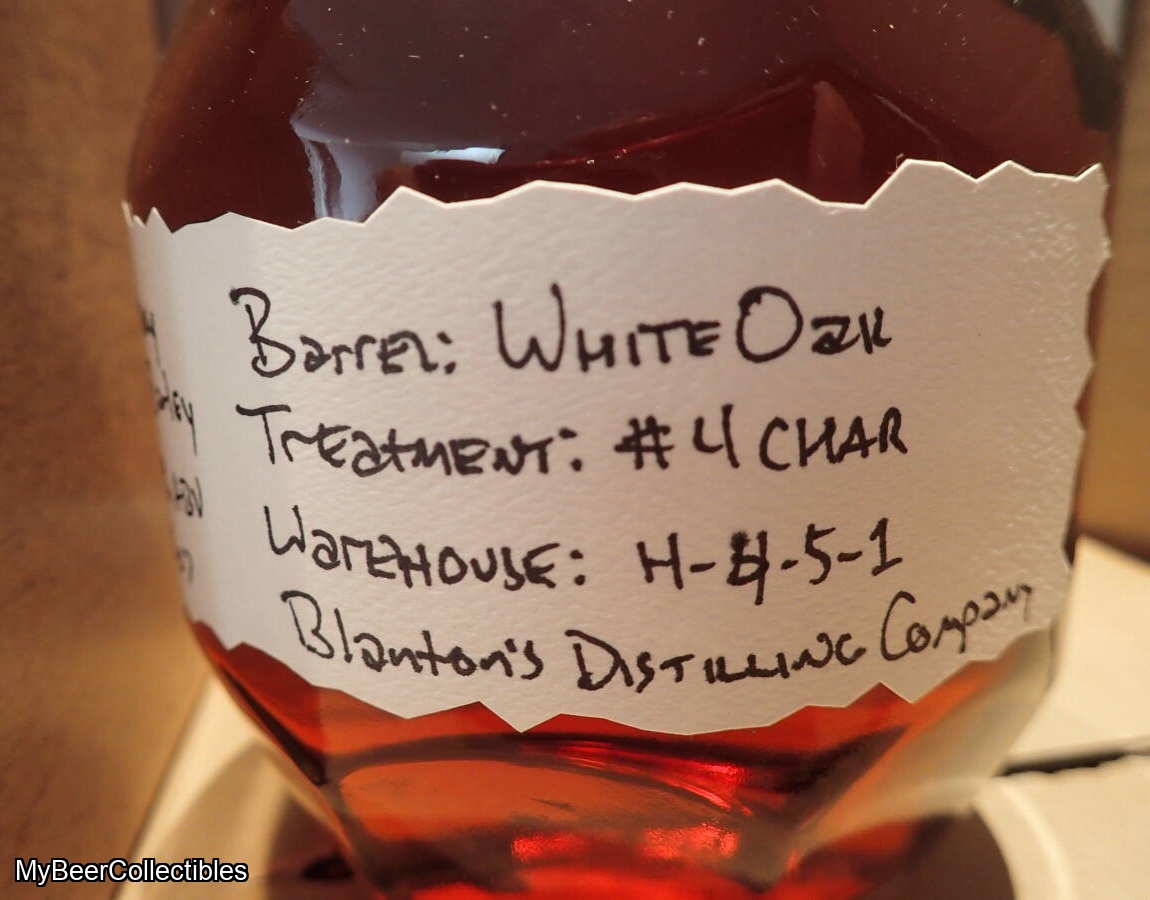 Barrel: White Oak
Treatment: #4 CHAR
Warehouse: H-4-5-1
Blanton's Distilling Company
MyBeerCollectibles